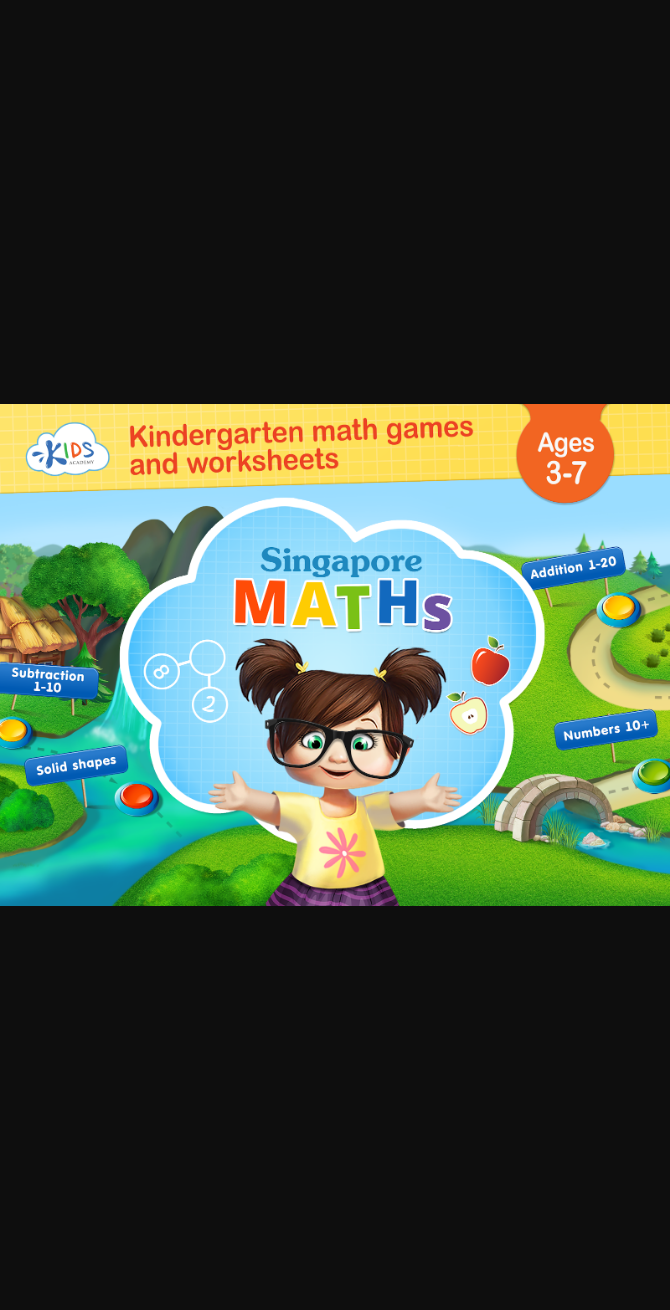 KIDS
ACADEMY
Kindergarten math games
and worksheets
Ages
3-7
Singapore
MATHs
Addition 1-20
8
2
Subtraction
1-10
Numbers 10+
Solid shapes